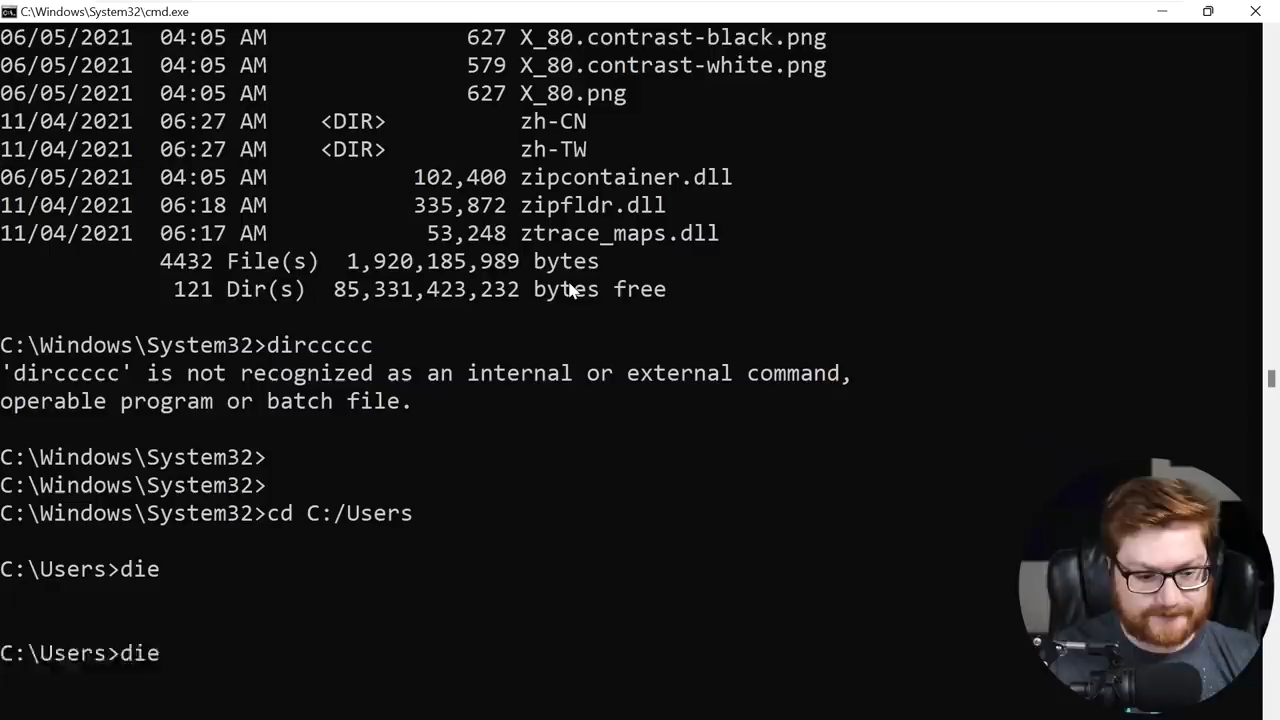 C:\Windows\System32\cmd.exe
06/05/2021 04:05 AM 627 X_80.contrast-black.png
06/05/2021 04:05 AM 579 X_80.contrast-white.png
06/05/2021 04:05 AM 627 X_80.png
11/04/2021 06:27 AM <DIR> zh-CN
11/04/2021 06:27 AM <DIR> zh-TW
06/05/2021 04:05 AM 102,400 zipcontainer.dll
11/04/2021 06:18 AM 335,872 zipfldr.dll
11/04/2021 06:17 AM 53,248 ztrace_maps.dll
4432 File(s) 1,920,185,989 bytes
121 Dir(s) 85,331,423,232 bytes free
C:\Windows\System32>dirccccc
'dirccccc' is not recognized as an internal or external command,
operable program or batch file.
C:\Windows\System32>
C:\Windows\System32>
C:\Windows\System32>cd C:/Users
C:\Users>die
C:\Users>die